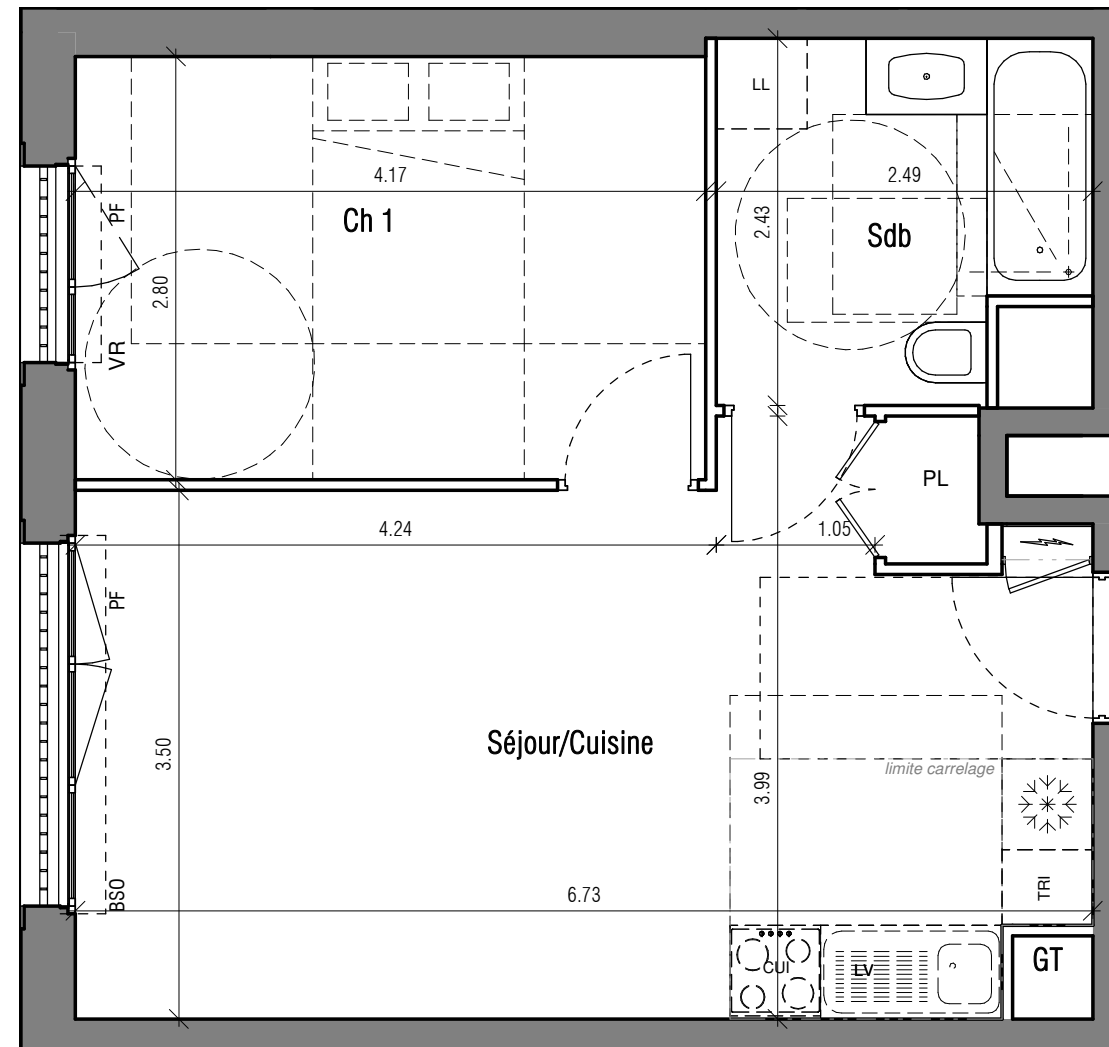 LL
4.17
2.49
PF
Ch 1
2.43
Sdb
2.80
VR
PL
4.24
1.05
PF
Séjour/Cuisine
3.50
limite carrelage
3.99
TRI
6.73
BSO
CUI
LV
GT